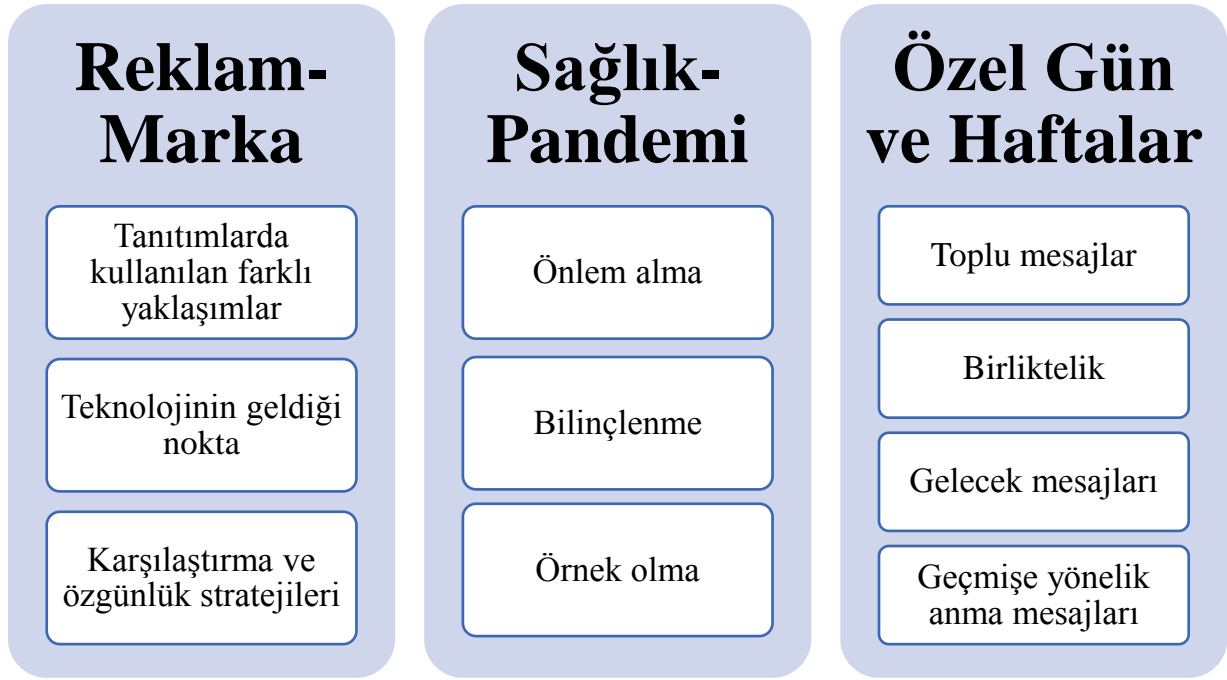 Reklam-
Marka
Tanıtımlarda
kullanılan farklı
yaklaşımlar
Teknolojinin geldiği
nokta
Karşılaştırma ve
özgünlük stratejileri
Sağlık-
Pandemi
Önlem alma
Bilinçlenme
Örnek olma
Özel Gün
ve Haftalar
Toplu mesajlar
Birliktelik
Gelecek mesajları
Geçmişe yönelik
anma mesajları